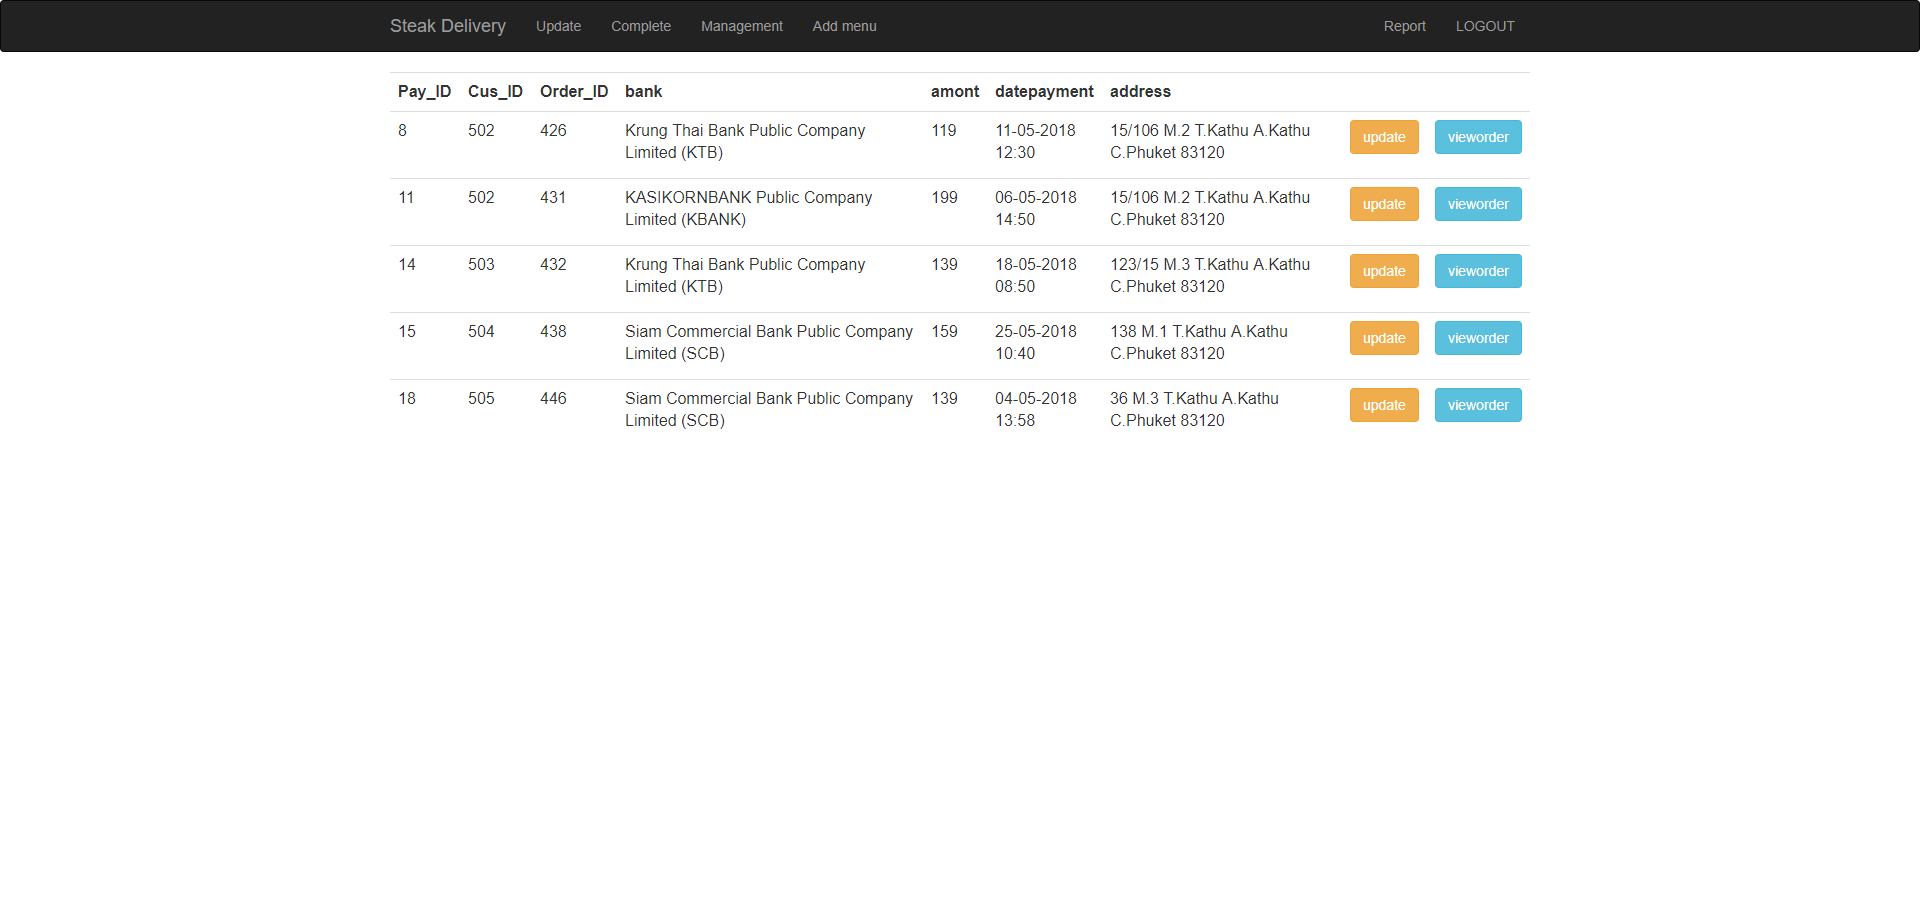 Steak Delivery Update Complete Management Add menu Report LOGOUT
Pay_ID Cus_ID Order_ID bank amont datepayment address
8 502 426 Krung Thai Bank Public Company 119 11-05-2018 15/106 M.2 T.Kathu A.Kathu update vieworder
Limited (KTB) 12:30 C.Phuket 83120
11 502 431 KASIKORNBANK Public Company 199 06-05-2018 15/106 M.2 T.Kathu A.Kathu update vieworder
Limited (KBANK) 14:50 C.Phuket 83120
14 503 432 Krung Thai Bank Public Company 139 18-05-2018 123/15 M.3 T.Kathu A.Kathu update vieworder
Limited (KTB) 08:50 C.Phuket 83120
15 504 438 Siam Commercial Bank Public Company 159 25-05-2018 138 M.1 T.Kathu A.Kathu update vieworder
Limited (SCB) 10:40 C.Phuket 83120
18 505 446 Siam Commercial Bank Public Company 139 04-05-2018 36 M.3 T.Kathu A.Kathu update vieworder
Limited (SCB) 13:58 C.Phuket 83120